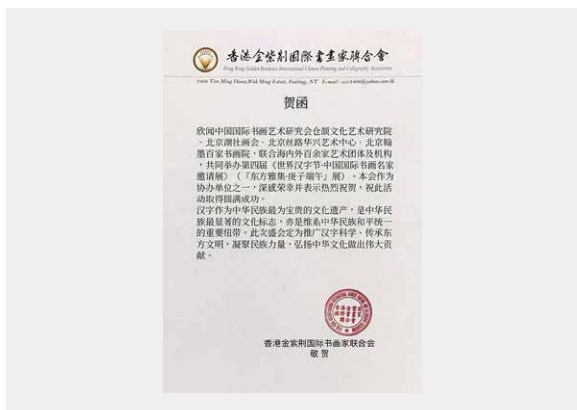 香港金紫荊國際書畫家聯合會
Hong Kong Golden Bauhinia International Chinese Painting and Calligraphy Association
贺函
欣闻中国国际书画艺术研究会仓颉文化艺术研究院
、北京湖社画会、北京丝路华兴艺术中心、北京翰
墨百家书画院，联合海内外百余家艺术团体及机构
，共同举办第四届《世界汉字节·中国国际书画名家
邀请展》（『东方雅集·庚子端午』展）。本会作为
协办单位之一，深感荣幸并表示热烈祝贺，祝此活
动取得圆满成功。
汉字作为中华民族最为宝贵的文化遗产，是中华民
族最显著的文化标志，亦是维系中华民族和平统一
的重要纽带。此次盛会定为推广汉字科学、传承东
方文明，凝聚民族力量，弘扬中华文化做出伟大贡
献。
香港金紫荆国际书画家联合会
敬 贺